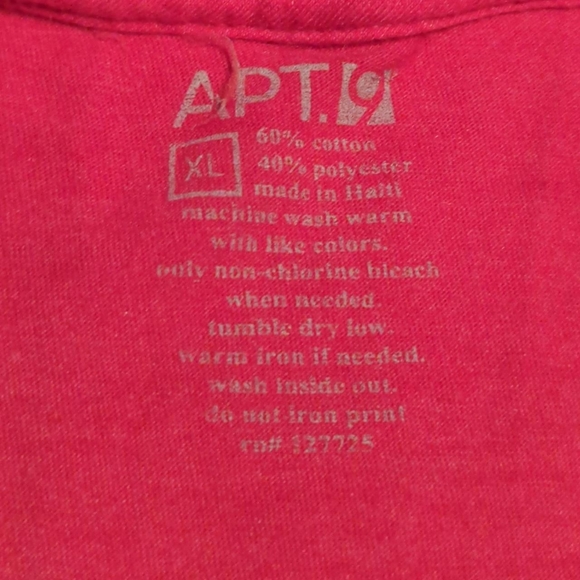 APT.9
60% cotton
XL 40% polyester
made in Haiti
machine wash warm
with like colors.
only non-chlorine bleach
when needed.
tumble dry low.
warm iron if needed.
wash inside out.
do not iron print
rn# 127725